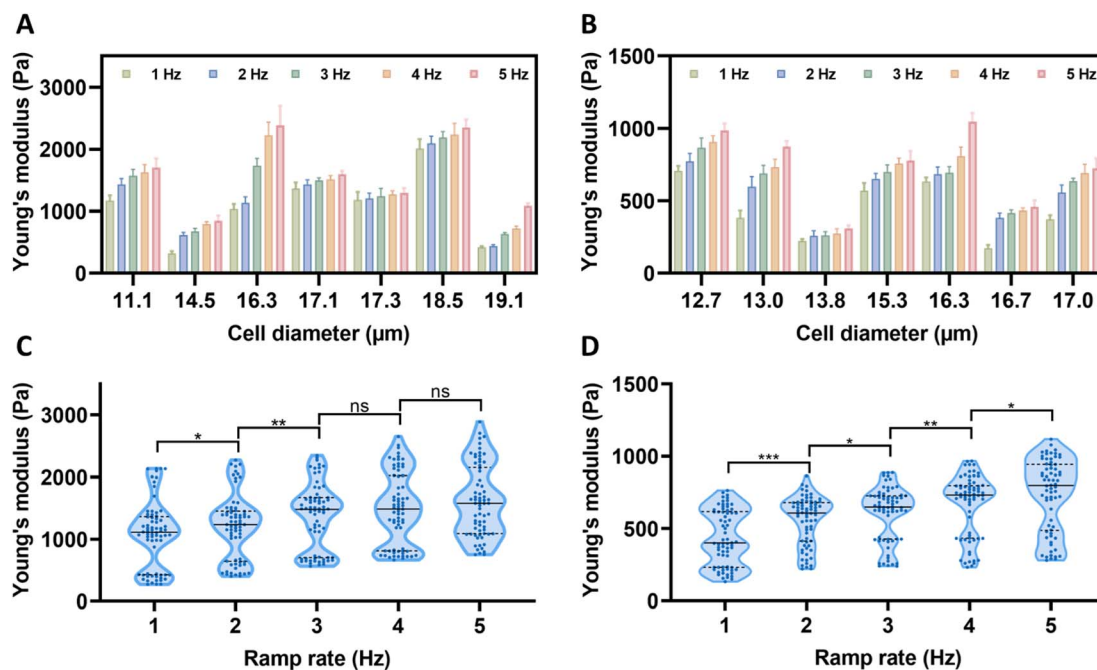 A
Young's modulus (Pa)
3000
2000
1000
0
1 Hz 2 Hz 3 Hz 4 Hz 5 Hz
11.1 14.5 16.3 17.1 17.3 18.5 19.1
Cell diameter (µm)
B
Young's modulus (Pa)
1500
1000
500
0
1 Hz 2 Hz 3 Hz 4 Hz 5 Hz
12.7 13.0 13.8 15.3 16.3 16.7 17.0
Cell diameter (µm)
C
Young's modulus (Pa)
3000
2000
1000
0
* ** ns ns
1 2 3 4 5
Ramp rate (Hz)
D
Young's modulus (Pa)
1500
1000
500
0
*** * ** *
1 2 3 4 5
Ramp rate (Hz)